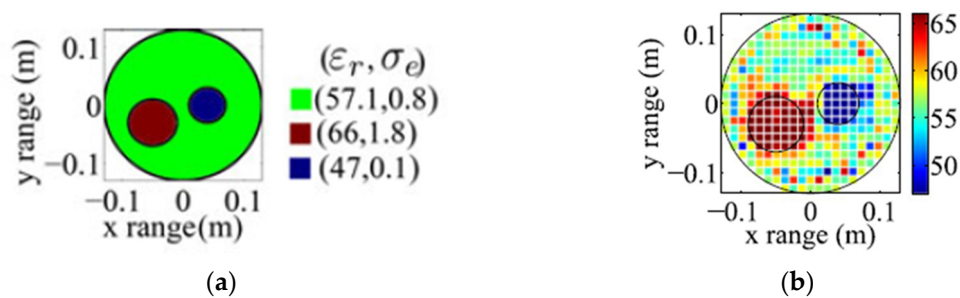 y range (m)
0.1
0
−0.1
−0.1 0 0.1
x range(m)
(εr,σe)
(57.1,0.8)
(66,1.8)
(47,0.1)
(a)
y range (m)
0.1
0
−0.1
−0.1 0 0.1
x range (m)
65
60
55
50
(b)